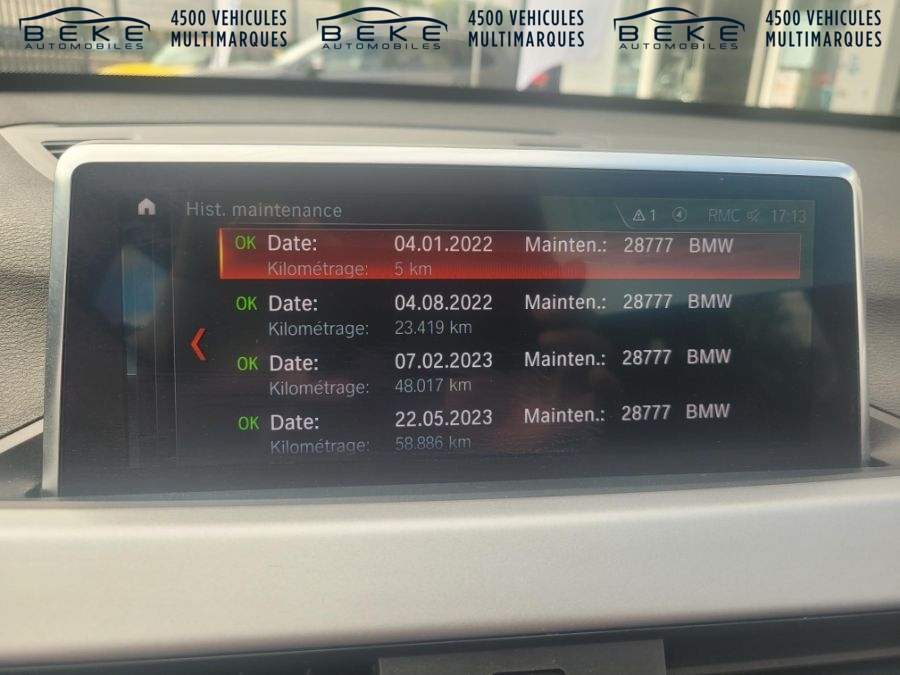 BEKE AUTOMOBILES 4500 VEHICULES MULTIMARQUES BEKE AUTOMOBILES 4500 VEHICULES MULTIMARQUES BEKE AUTOMOBILES 4500 VEHICULES MULTIMARQUES
Hist. maintenance 1 RMC 17:13
OK Date: 04.01.2022 Mainten.: 28777 BMW
Kilométrage: 5 km
OK Date: 04.08.2022 Mainten.: 28777 BMW
Kilométrage: 23.419 km
OK Date: 07.02.2023 Mainten.: 28777 BMW
Kilométrage: 48.017 km
OK Date: 22.05.2023 Mainten.: 28777 BMW
Kilométrage: 58.886 km